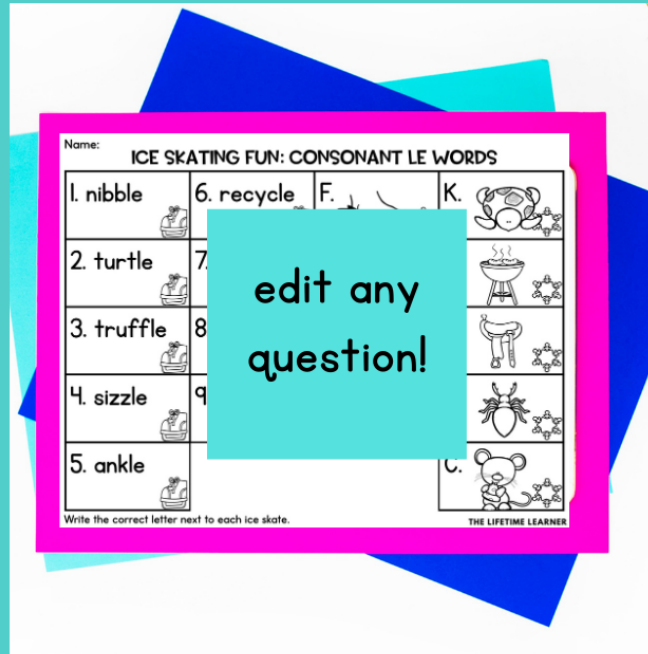 Name:
ICE SKATING FUN: CONSONANT LE WORDS
1. nibble
6. recycle
F.
K.
2. turtle
7.
3. truffle
8
4. sizzle
9
5. ankle
edit any
question!
Write the correct letter next to each ice skate.
THE LIFETIME LEARNER